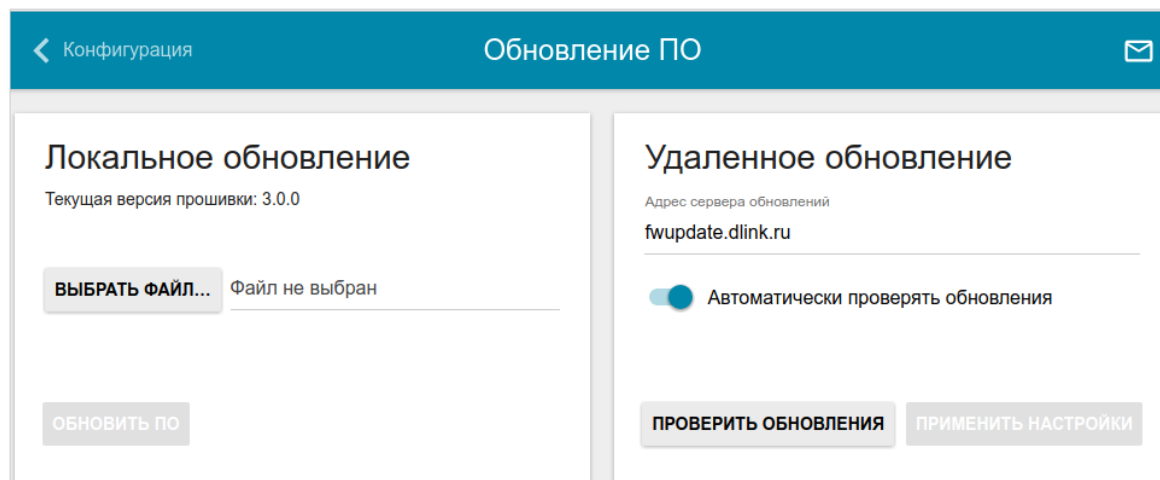 Конфигурация
Обновление ПО
Локальное обновление
Текущая версия прошивки: 3.0.0
ВЫБРАТЬ ФАЙЛ...
Файл не выбран
ОБНОВИТЬ ПО
Удаленное обновление
Адрес сервера обновлений
fwupdate.dlink.ru
Автоматически проверять обновления
ПРОВЕРИТЬ ОБНОВЛЕНИЯ
ПРИМЕНИТЬ НАСТРОЙКИ